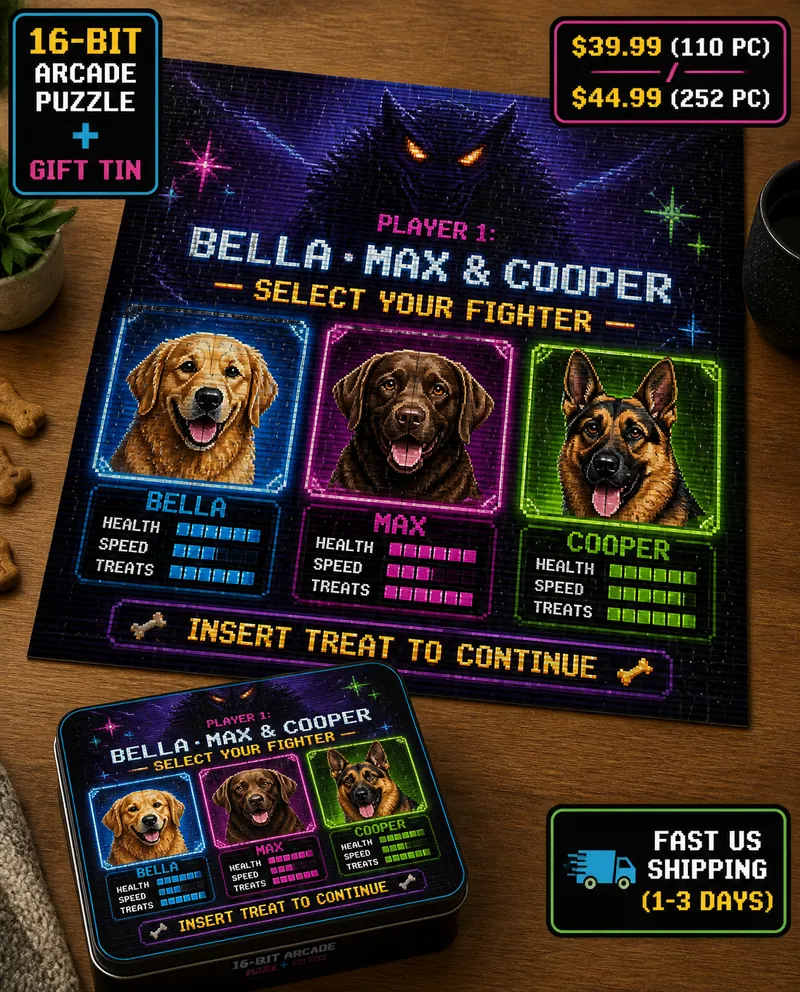 16-BIT
ARCADE
PUZZLE
+
GIFT TIN
$39.99 (110 PC)
/
$44.99 (252 PC)
PLAYER 1:
BELLA · MAX & COOPER
— SELECT YOUR FIGHTER —
BELLA
HEALTH
SPEED
TREATS
MAX
HEALTH
SPEED
TREATS
COOPER
HEALTH
SPEED
TREATS
INSERT TREAT TO CONTINUE
PLAYER 1:
BELLA · MAX & COOPER
— SELECT YOUR FIGHTER —
BELLA
HEALTH
SPEED
TREATS
MAX
HEALTH
SPEED
TREATS
COOPER
HEALTH
SPEED
TREATS
INSERT TREAT TO CONTINUE
16-BIT ARCADE
FAST US
SHIPPING
(1-3 DAYS)